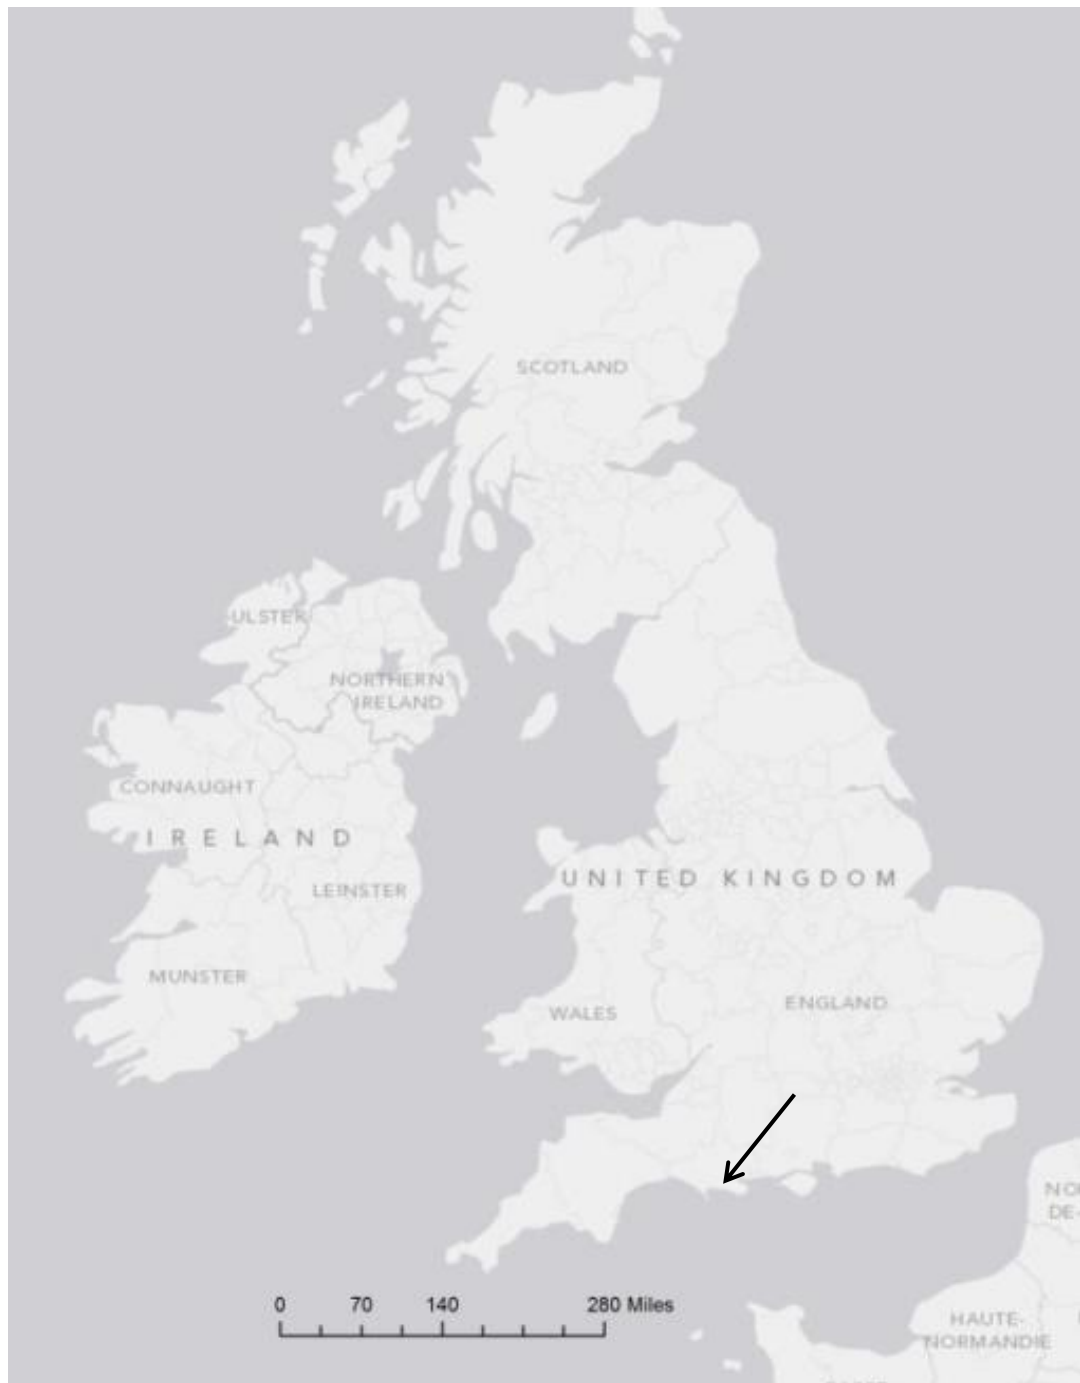 SCOTLAND
ULSTER
NORTHERN
IRELAND
CONNAUGHT
IRELAND
UNITED KINGDOM
LEINSTER
MUNSTER
ENGLAND
WALES
0 70 140 280 Miles
HAUTE-
NORMANDIE